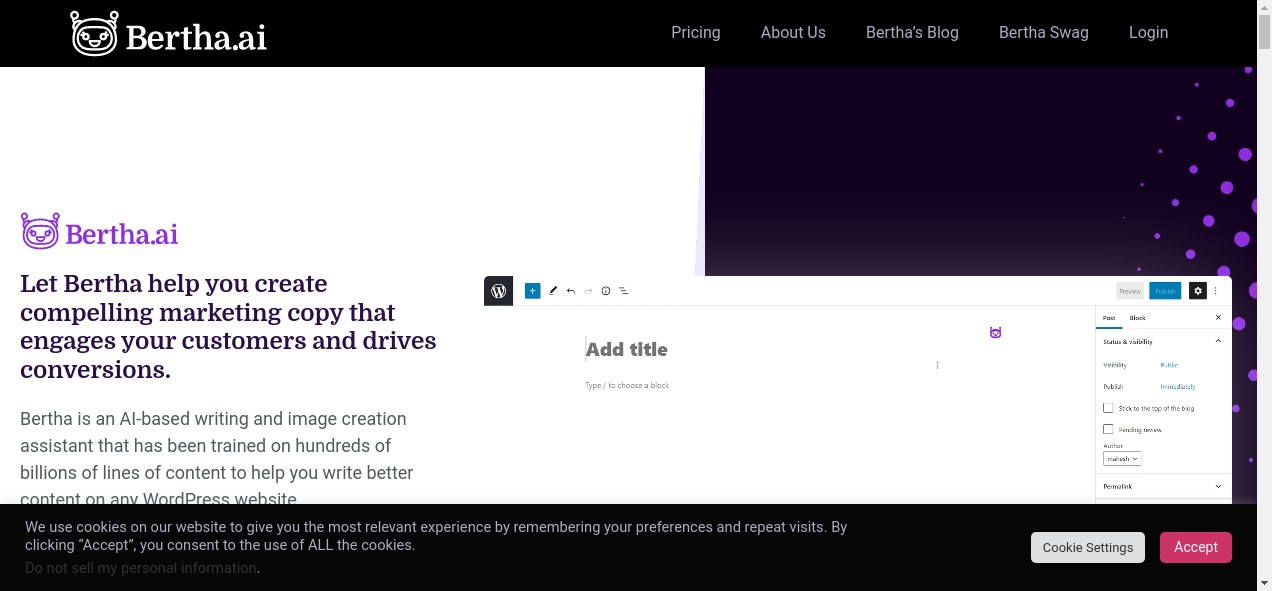 Bertha.ai
Pricing
About Us
Bertha’s Blog
Bertha Swag
Login
Bertha.ai
Let Bertha help you create
compelling marketing copy that
engages your customers and drives
conversions.
Bertha is an AI-based writing and image creation
assistant that has been trained on hundreds of
billions of lines of content to help you write better
content on any WordPress website
Preview
Publish
Post
Block
Add title
Type / to choose a block
Status & visibility
Visibility
Public
Publish
Immediately
Stick to the top of the blog
Pending review
Author
mahesh
Permalink
We use cookies on our website to give you the most relevant experience by remembering your preferences and repeat visits. By
clicking “Accept”, you consent to the use of ALL the cookies.
Do not sell my personal information.
Cookie Settings
Accept